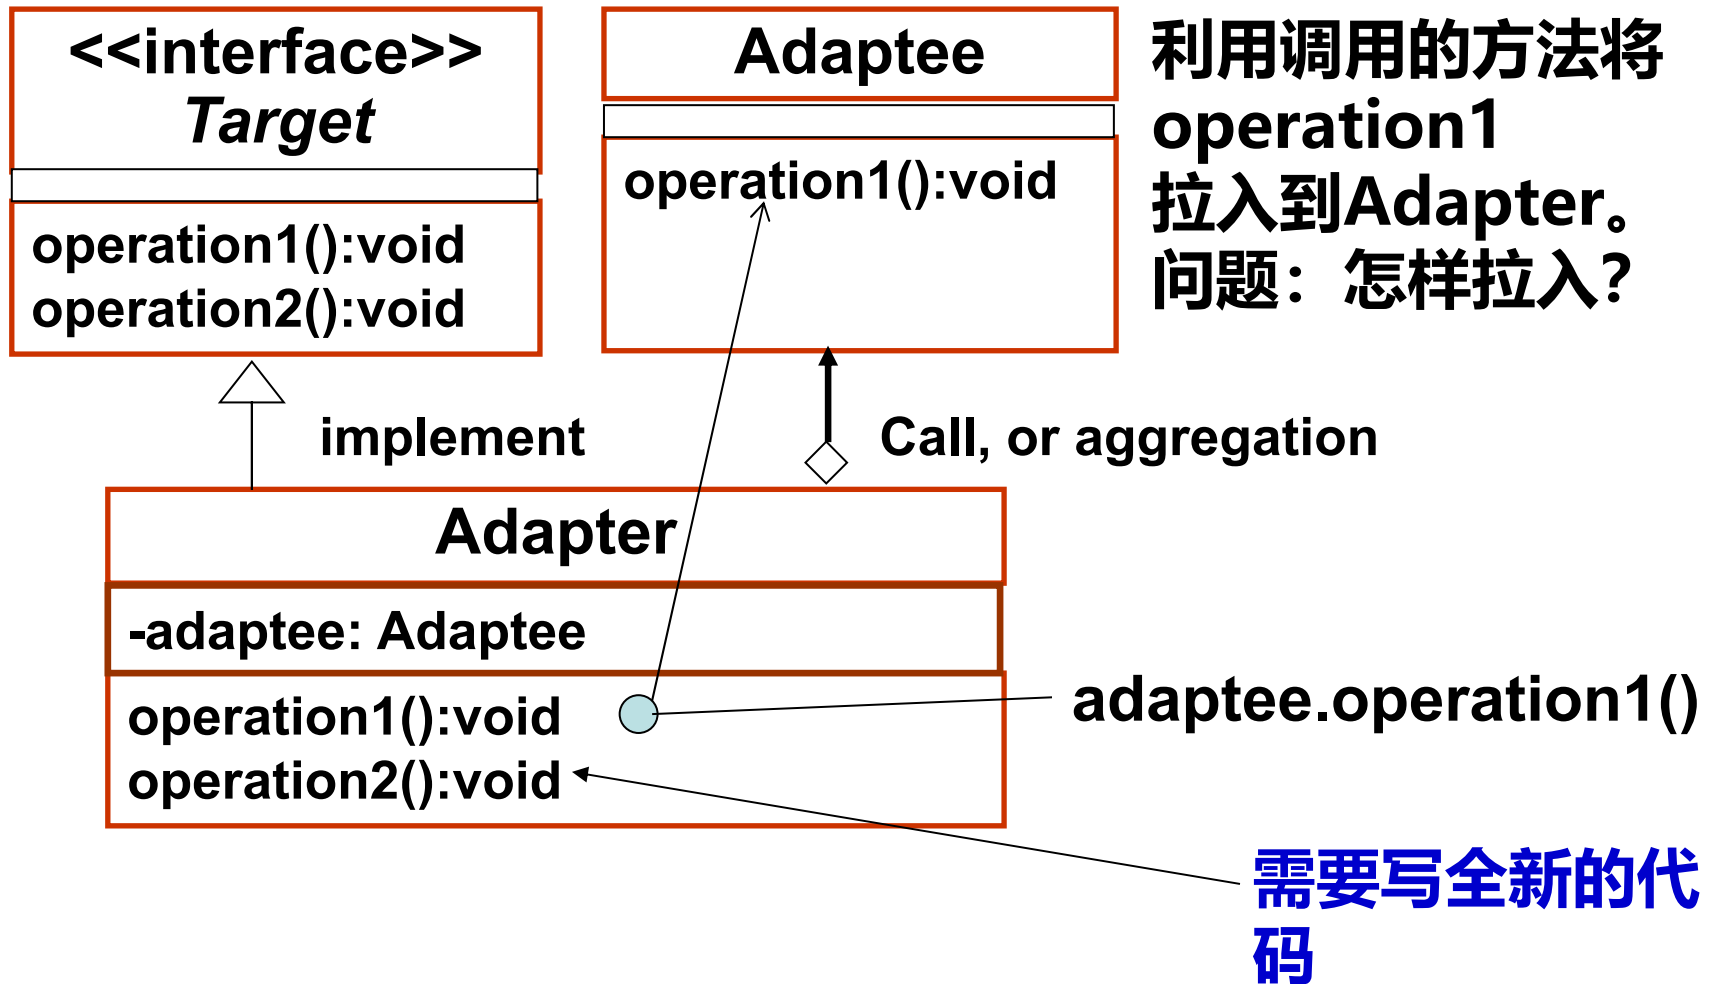 <<interface>>
Target
operation1():void
operation2():void
Adaptee
operation1():void
利用调用的方法将
operation1
拉入到Adapter。
问题：怎样拉入？
implement
Call, or aggregation
Adapter
-adaptee: Adaptee
operation1():void
operation2():void
adaptee.operation1()
需要写全新的代
码